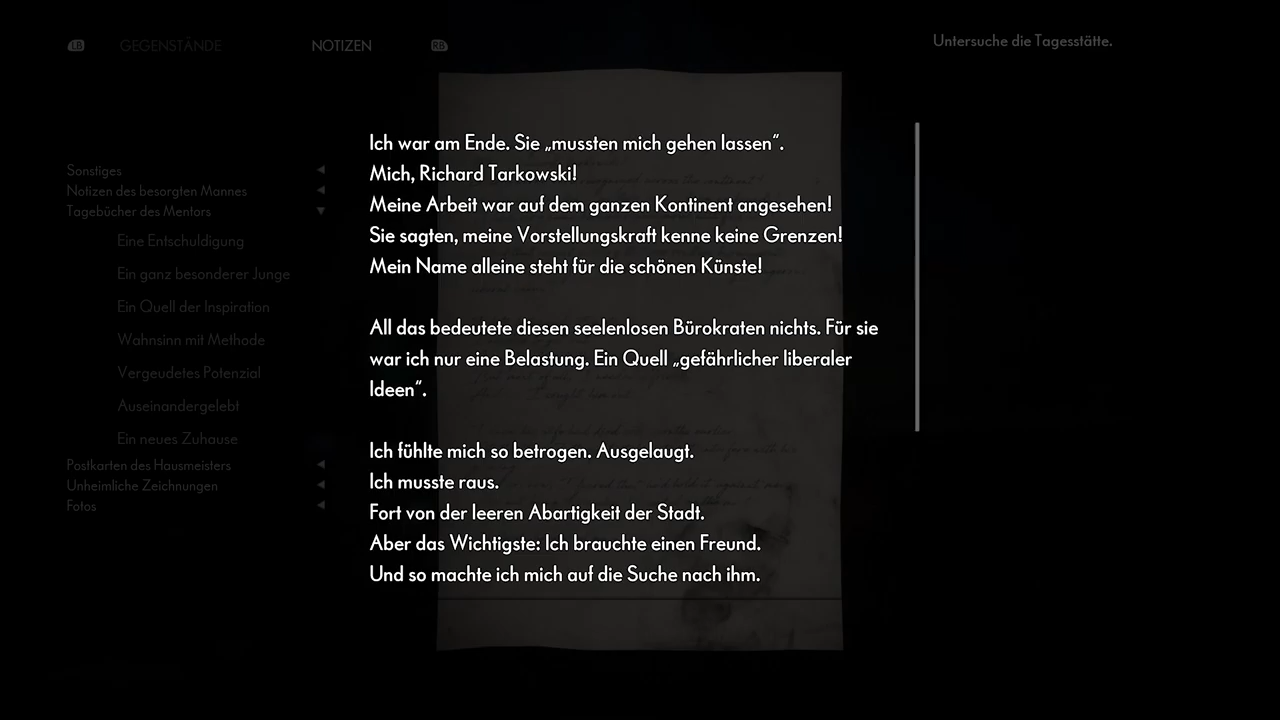 LB GEGENSTÄNDE NOTIZEN RB
Untersuche die Tagesstätte.
Sonstiges
Notizen des besorgten Mannes
Tagebücher des Mentors
Eine Entschuldigung
Ein ganz besonderer Junge
Ein Quell der Inspiration
Wahnsinn mit Methode
Vergeudetes Potenzial
Auseinandergelebt
Ein neues Zuhause
Postkarten des Hausmeisters
Unheimliche Zeichnungen
Fotos
Ich war am Ende. Sie „mussten mich gehen lassen“.
Mich, Richard Tarkowski!
Meine Arbeit war auf dem ganzen Kontinent angesehen!
Sie sagten, meine Vorstellungskraft kenne keine Grenzen!
Mein Name alleine steht für die schönen Künste!
All das bedeutete diesen seelenlosen Bürokraten nichts. Für sie
war ich nur eine Belastung. Ein Quell „gefährlicher liberaler
Ideen“.
Ich fühlte mich so betrogen. Ausgelaugt.
Ich musste raus.
Fort von der leeren Abartigkeit der Stadt.
Aber das Wichtigste: Ich brauchte einen Freund.
Und so machte ich mich auf die Suche nach ihm.